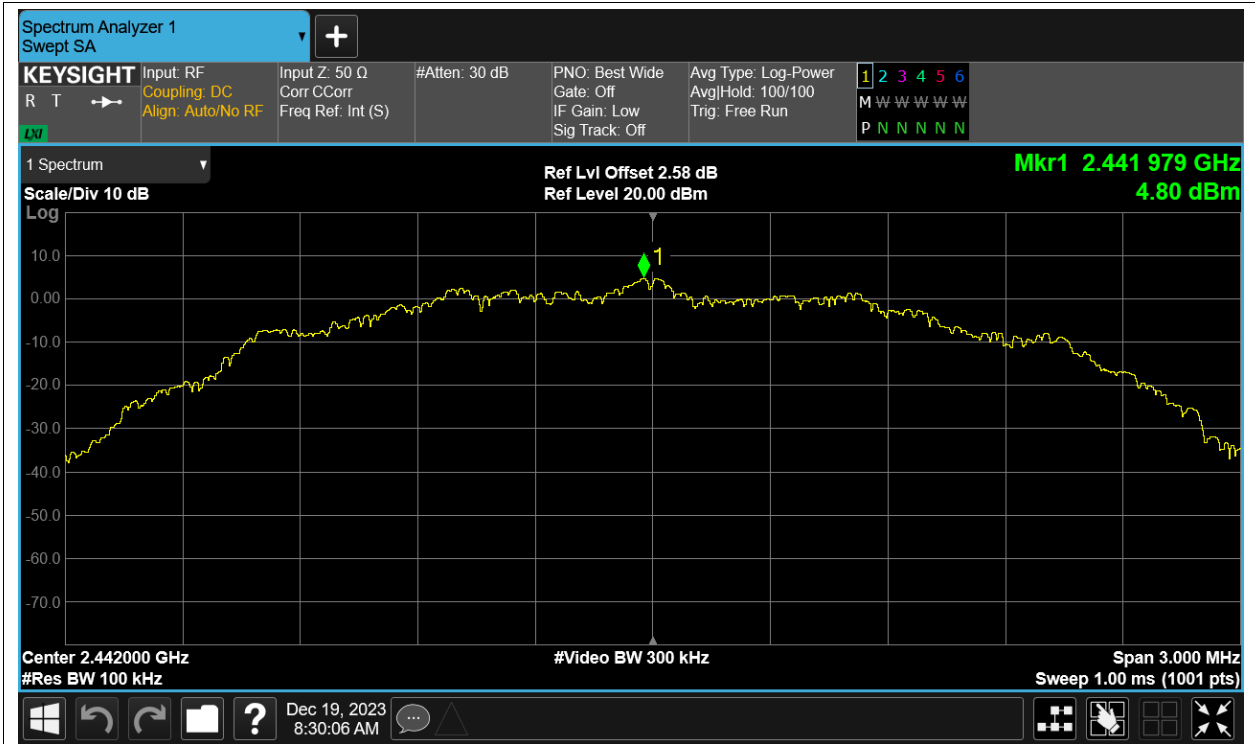 Spectrum Analyzer 1
Swept SA
KEYSIGHT
R T
LXI
Input: RF
Coupling: DC
Align: Auto/No RF
Input Z: 50 Ω
Corr CCorr
Freq Ref: Int (S)
#Atten: 30 dB
PNO: Best Wide
Gate: Off
IF Gain: Low
Sig Track: Off
Avg Type: Log-Power
Avg|Hold: 100/100
Trig: Free Run
1 2 3 4 5 6
M W W W W W W
P N N N N N N
1 Spectrum
Scale/Div 10 dB
Log
Ref Lvl Offset 2.58 dB
Ref Level 20.00 dBm
Mkr1 2.441 979 GHz
4.80 dBm
1
10.0
0.00
-10.0
-20.0
-30.0
-40.0
-50.0
-60.0
-70.0
Center 2.442000 GHz
#Res BW 100 kHz
#Video BW 300 kHz
Span 3.000 MHz
Sweep 1.00 ms (1001 pts)
?
Dec 19, 2023
8:30:06 AM